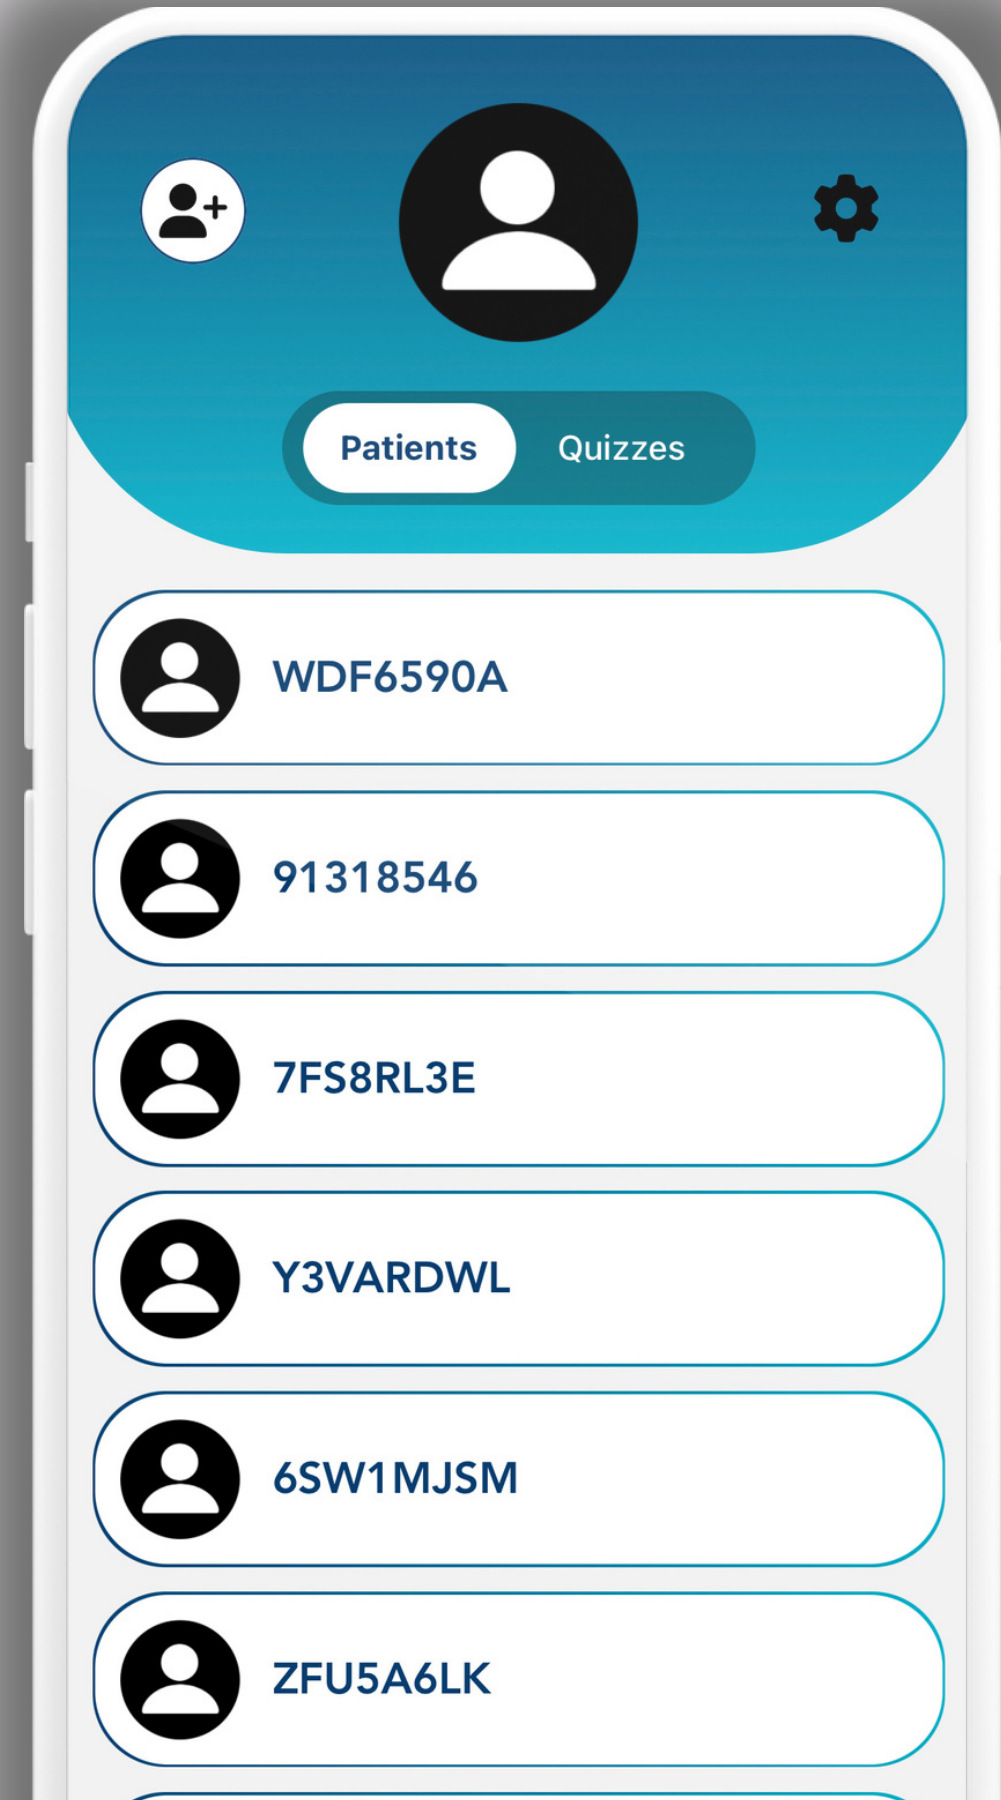 Patients
Quizzes
WDF6590A
91318546
7FS8RL3E
Y3VARDWL
6SW1MJSM
ZFU5A6LK